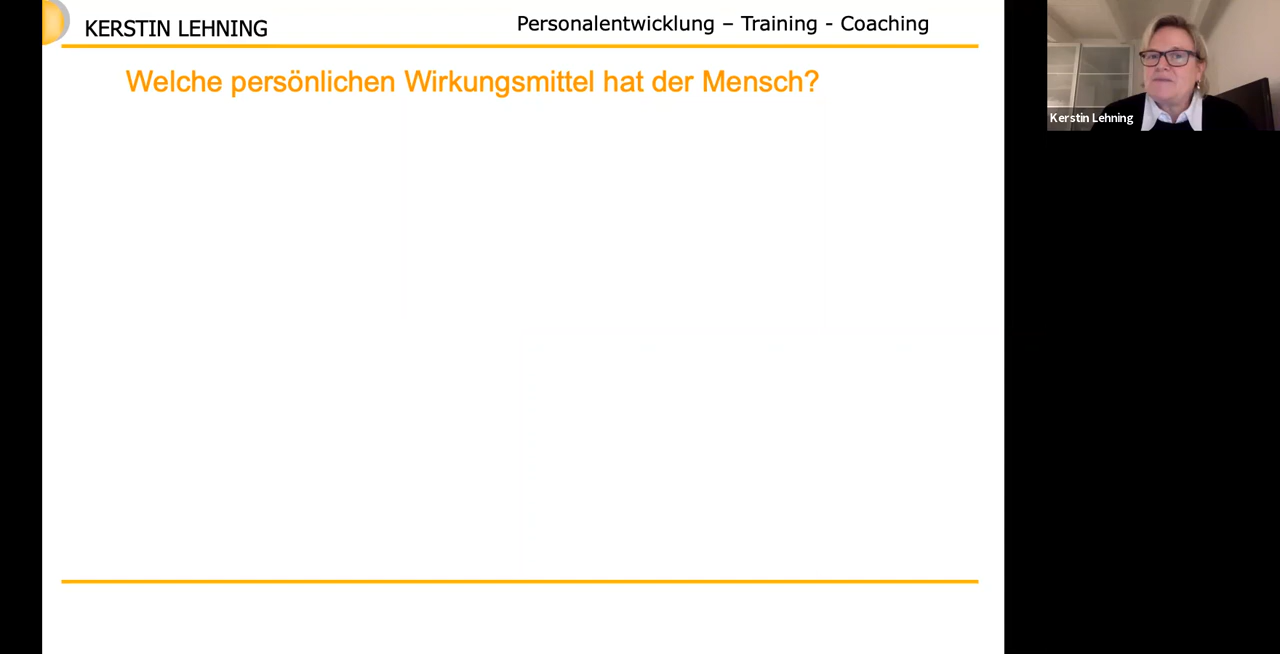 KERSTIN LEHNING
Personalentwicklung – Training - Coaching
Welche persönlichen Wirkungsmittel hat der Mensch?
Kerstin Lehning